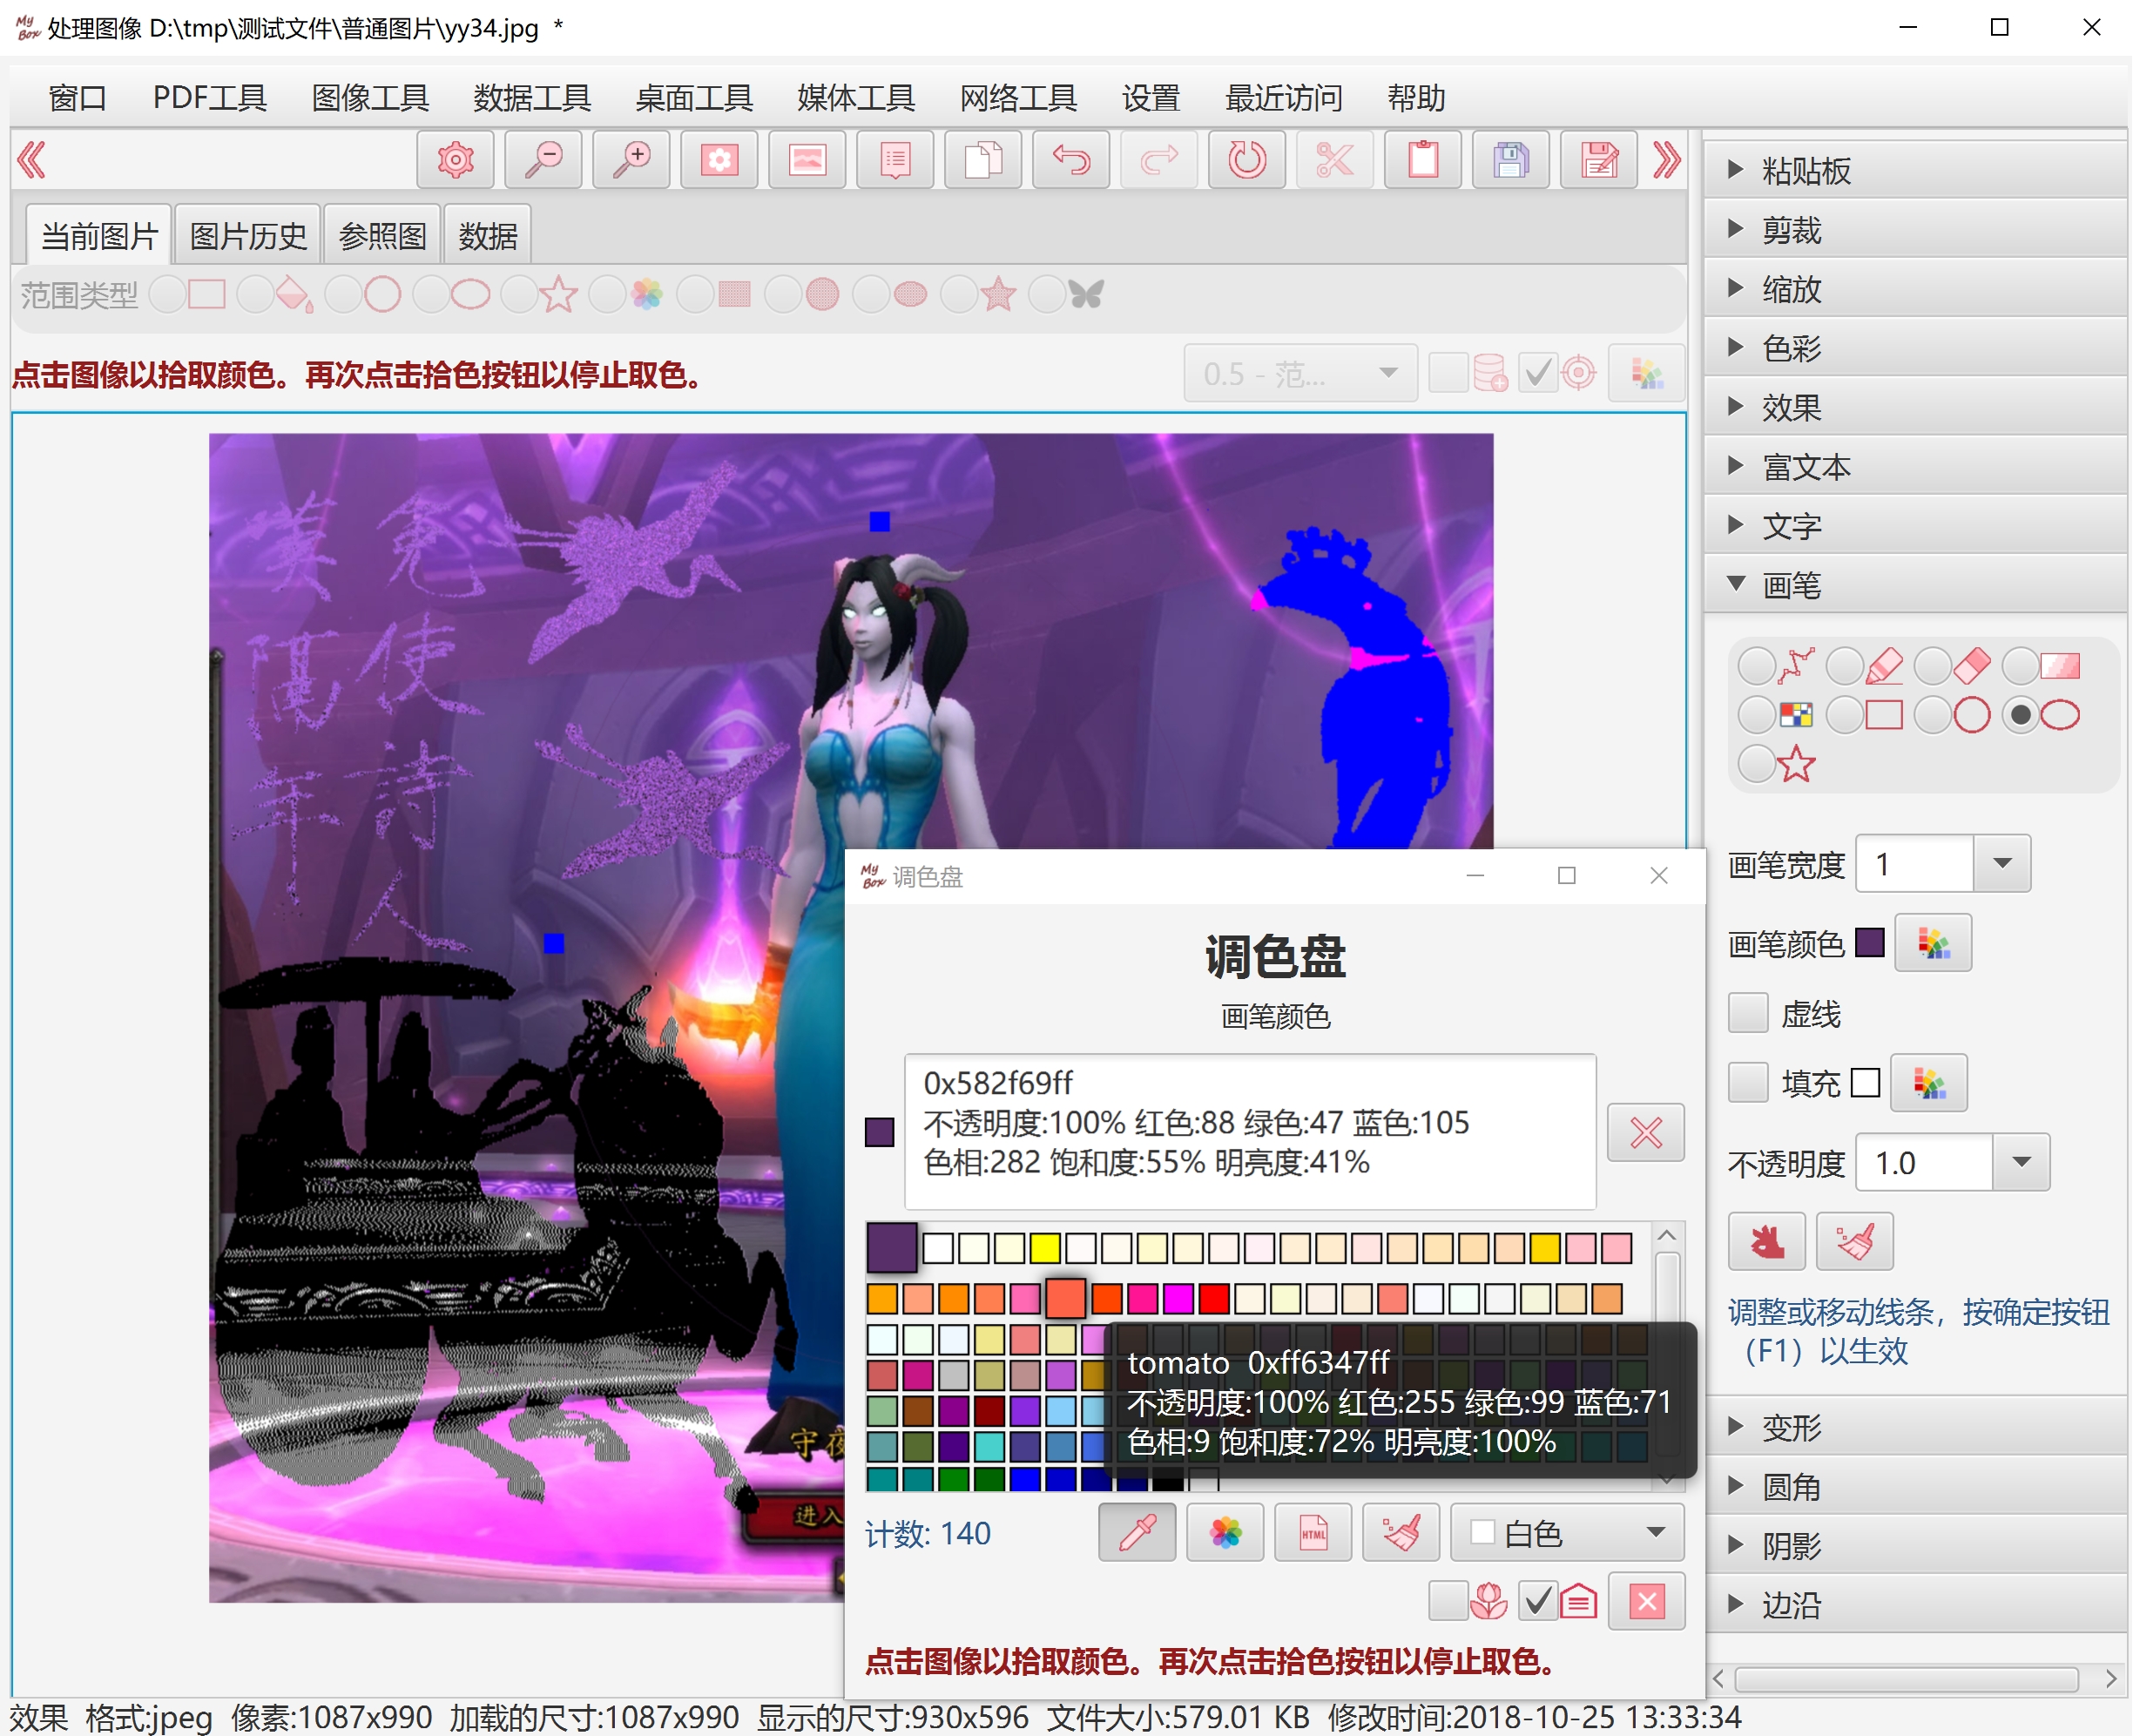 My Box 处理图像 D:\tmp\测试文件\普通图片\yy34.jpg *
窗口 PDF工具 图像工具 数据工具 桌面工具 媒体工具 网络工具 设置 最近访问 帮助
当前图片 图片历史 参照图 数据
范围类型
点击图像以拾取颜色。再次点击拾色按钮以停止取色。
0.5 - 范...
粘贴板
剪裁
缩放
色彩
效果
富文本
文字
画笔
画笔宽度 1
画笔颜色
虚线
填充
不透明度 1.0
调整或移动线条，按确定按钮
（F1）以生效
变形
圆角
阴影
边沿
美
使
年
人
守夜
进入
My Box 调色盘
调色盘
画笔颜色
0x582f69ff
不透明度:100% 红色:88 绿色:47 蓝色:105
色相:282 饱和度:55% 明亮度:41%
tomato 0xff6347ff
不透明度:100% 红色:255 绿色:99 蓝色:71
色相:9 饱和度:72% 明亮度:100%
计数: 140
HTML
白色
点击图像以拾取颜色。再次点击拾色按钮以停止取色。
效果 格式:jpeg 像素:1087x990 加载的尺寸:1087x990 显示的尺寸:930x596 文件大小:579.01 KB 修改时间:2018-10-25 13:33:34